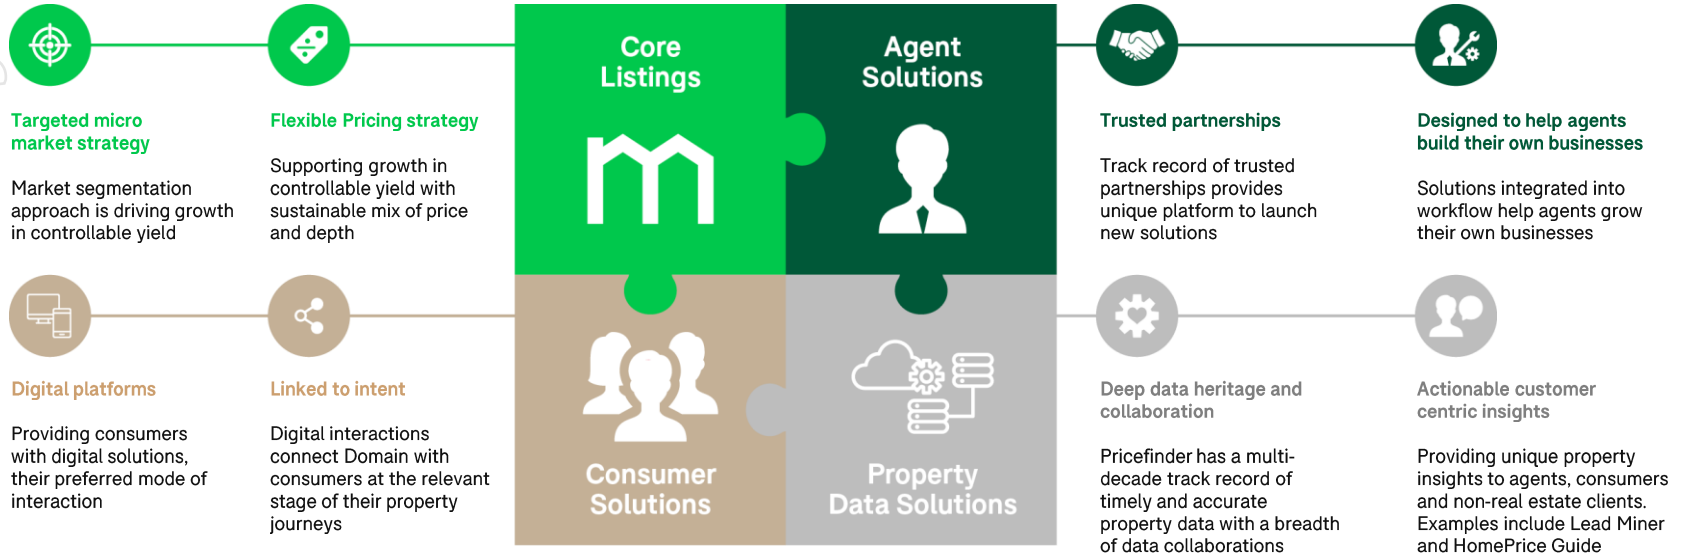 Core
Listings
Agent
Solutions
Targeted micro
market strategy
Market segmentation
approach is driving growth
in controllable yield
Flexible Pricing strategy
Supporting growth in
controllable yield with
sustainable mix of price
and depth
Trusted partnerships
Track record of trusted
partnerships provides
unique platform to launch
new solutions
Designed to help agents
build their own businesses
Solutions integrated into
workflow help agents grow
their own businesses
Digital platforms
Providing consumers
with digital solutions,
their preferred mode of
interaction
Linked to intent
Digital interactions
connect Domain with
consumers at the relevant
stage of their property
journeys
Consumer
Solutions
Property
Data Solutions
Deep data heritage and
collaboration
Pricefinder has a multi-
decade track record of
timely and accurate
property data with a breadth
of data collaborations
Actionable customer
centric insights
Providing unique property
insights to agents, consumers
and non-real estate clients.
Examples include Lead Miner
and HomePrice Guide